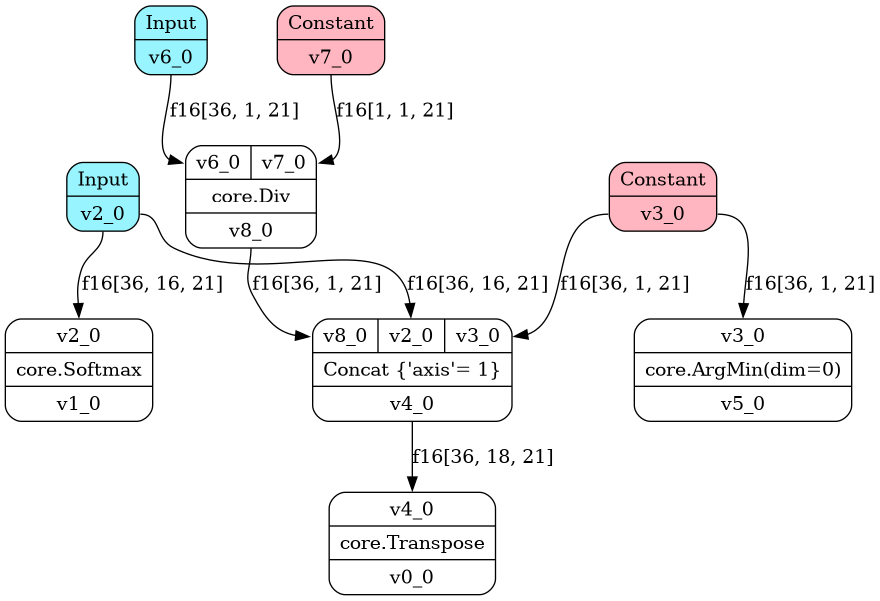 Input
v6_0
Constant
v7_0
f16[36, 1, 21]
f16[1, 1, 21]
v6_0
v7_0
core.Div
v8_0
Input
v2_0
Constant
v3_0
f16[36, 16, 21]
f16[36, 1, 21]
f16[36, 16, 21]
f16[36, 1, 21]
f16[36, 1, 21]
v2_0
core.Softmax
v1_0
v8_0
v2_0
v3_0
Concat {'axis'= 1}
v4_0
v3_0
core.ArgMin(dim=0)
v5_0
f16[36, 18, 21]
v4_0
core.Transpose
v0_0